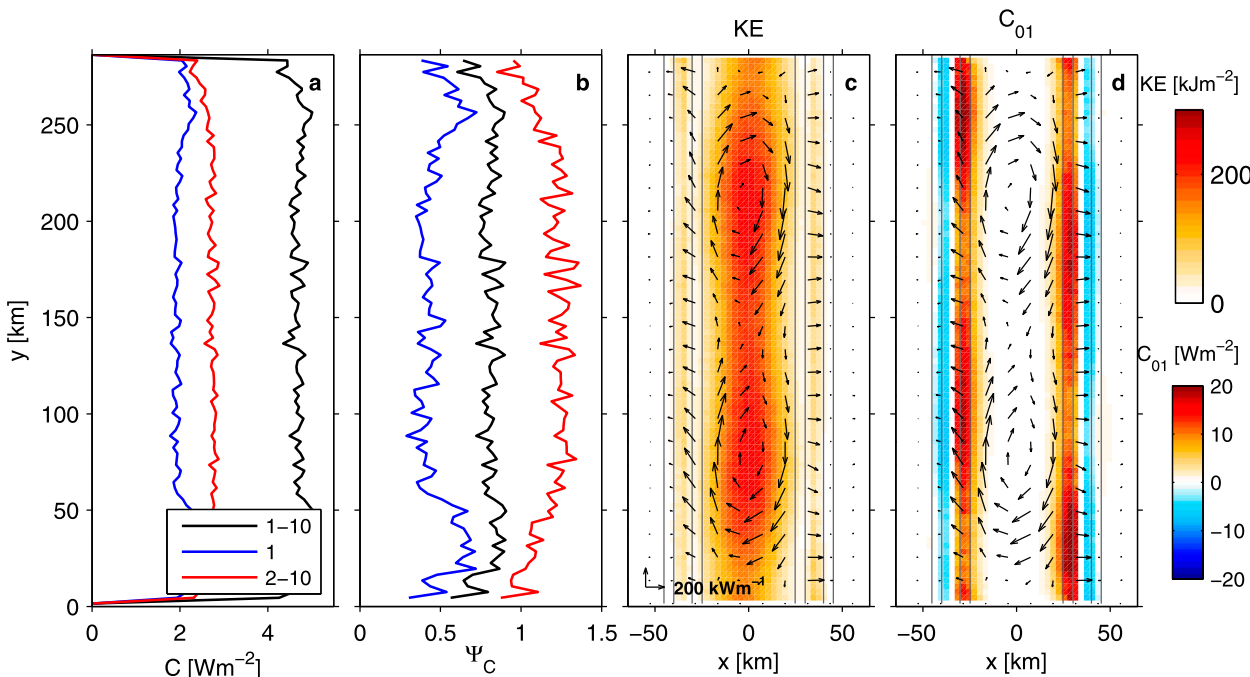 KE
C₀₁
a
b
c
d
KE [kJm⁻²]
200
0
C₀₁ [Wm⁻²]
20
10
0
−10
−20
250
200
150
100
50
0
y [km]
1−10
1
2−10
200 kWm⁻¹
0 2 4
0 0.5 1 1.5
−50 0 50
−50 0 50
C [Wm⁻²]
Ψ_C
x [km]
x [km]